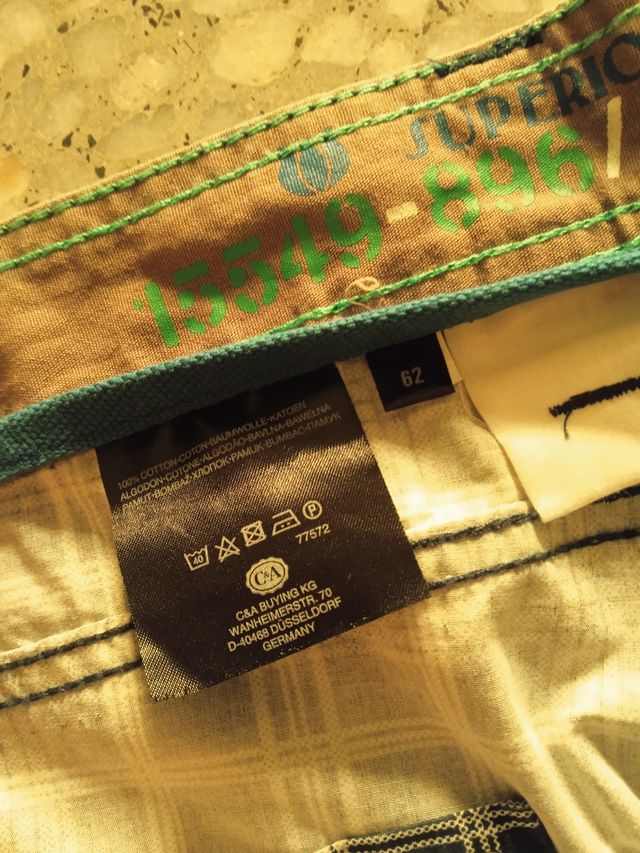 SUPERIO
15549-896/
62
100% COTTON-COTON-BAUMWOLLE-KATOEN
ALGODON-COTONE-ALGODÃO-BAVLNA-BAWEŁNA
PAMUT-BOMBAŽ-ХЛОПОК-PAMUK-BUMBAC-ПАМУК
40
P
77572
C&A
C&A BUYING KG
WANHEIMERSTR. 70
D-40468 DÜSSELDORF
GERMANY